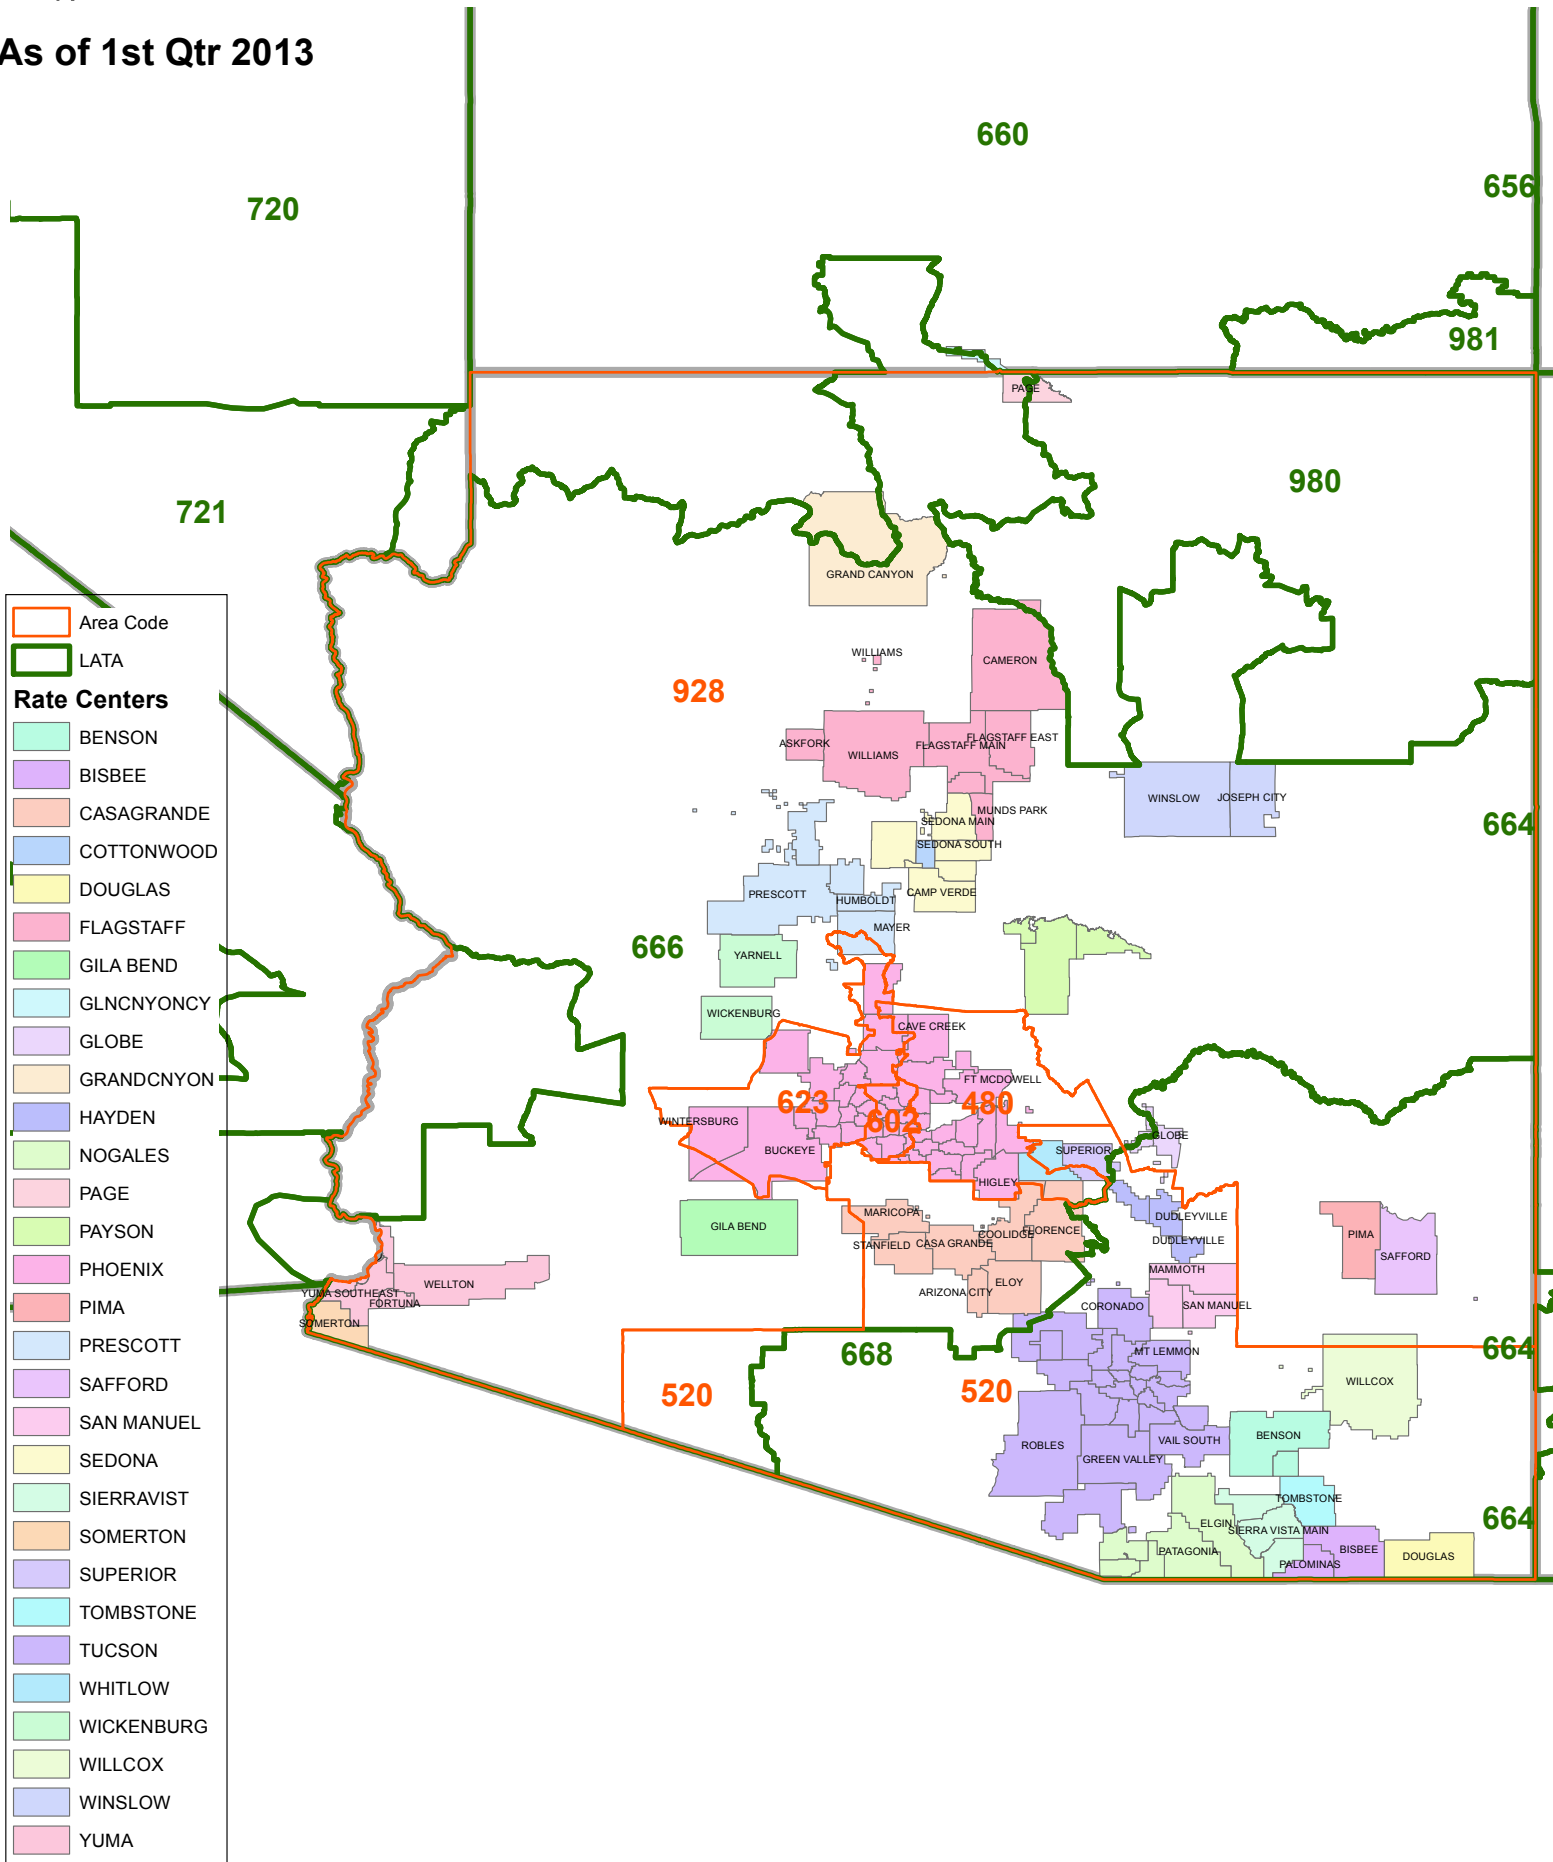 As of 1st Qtr 2013
660
656
720
981
PAGE
980
721
GRAND CANYON
Area Code
LATA
Rate Centers
BENSON
BISBEE
CASAGRANDE
COTTONWOOD
DOUGLAS
FLAGSTAFF
GILA BEND
GLNCNYONCY
GLOBE
GRANDCNYON
HAYDEN
NOGALES
PAGE
PAYSON
PHOENIX
PIMA
PRESCOTT
SAFFORD
SAN MANUEL
SEDONA
SIERRAVIST
SOMERTON
SUPERIOR
TOMBSTONE
TUCSON
WHITLOW
WICKENBURG
WILLCOX
WINSLOW
YUMA
WILLIAMS
CAMERON
928
ASKFORK
WILLIAMS
FLAGSTAFF MAIN
FLAGSTAFF EAST
WINSLOW
JOSEPH CITY
MUNDS PARK
SEDONA MAIN
664
SEDONA SOUTH
PRESCOTT
CAMP VERDE
HUMBOLDT
MAYER
666
YARNELL
WICKENBURG
CAVE CREEK
FT MCDOWELL
623
480
602
WINTERSBURG
BUCKEYE
SUPERIOR
GLOBE
HIGLEY
GILA BEND
MARICOPA
STANFIELD
CASA GRANDE
COOLIDGE
FLORENCE
DUDLEYVILLE
DUDLEYVILLE
PIMA
SAFFORD
MAMMOTH
SAN MANUEL
ELOY
ARIZONA CITY
CORONADO
WELLTON
YUMA SOUTHEAST
FORTUNA
SOMERTON
668
MT LEMMON
664
520
520
WILLCOX
ROBLES
GREEN VALLEY
VAIL SOUTH
BENSON
TOMBSTONE
664
ELGIN
SIERRA VISTA MAIN
PATAGONIA
PALOMINAS
BISBEE
DOUGLAS